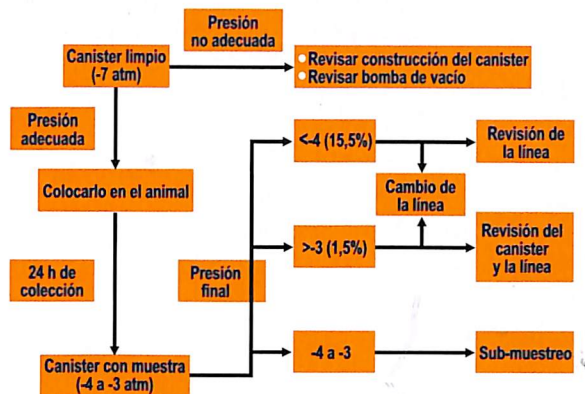 Presión
no adecuada
Canister limpio
(-7 atm)
• Revisar construcción del canister
• Revisar bomba de vacío
Presión
adecuada
<-4 (15,5%)
Revisión de
la línea
Colocarlo en el animal
Cambio de
la línea
>-3 (1,5%)
Revisión del
canister
y la línea
24 h de
colección
Presión
final
Canister con muestra
(-4 a -3 atm)
-4 a -3
Sub-muestreo